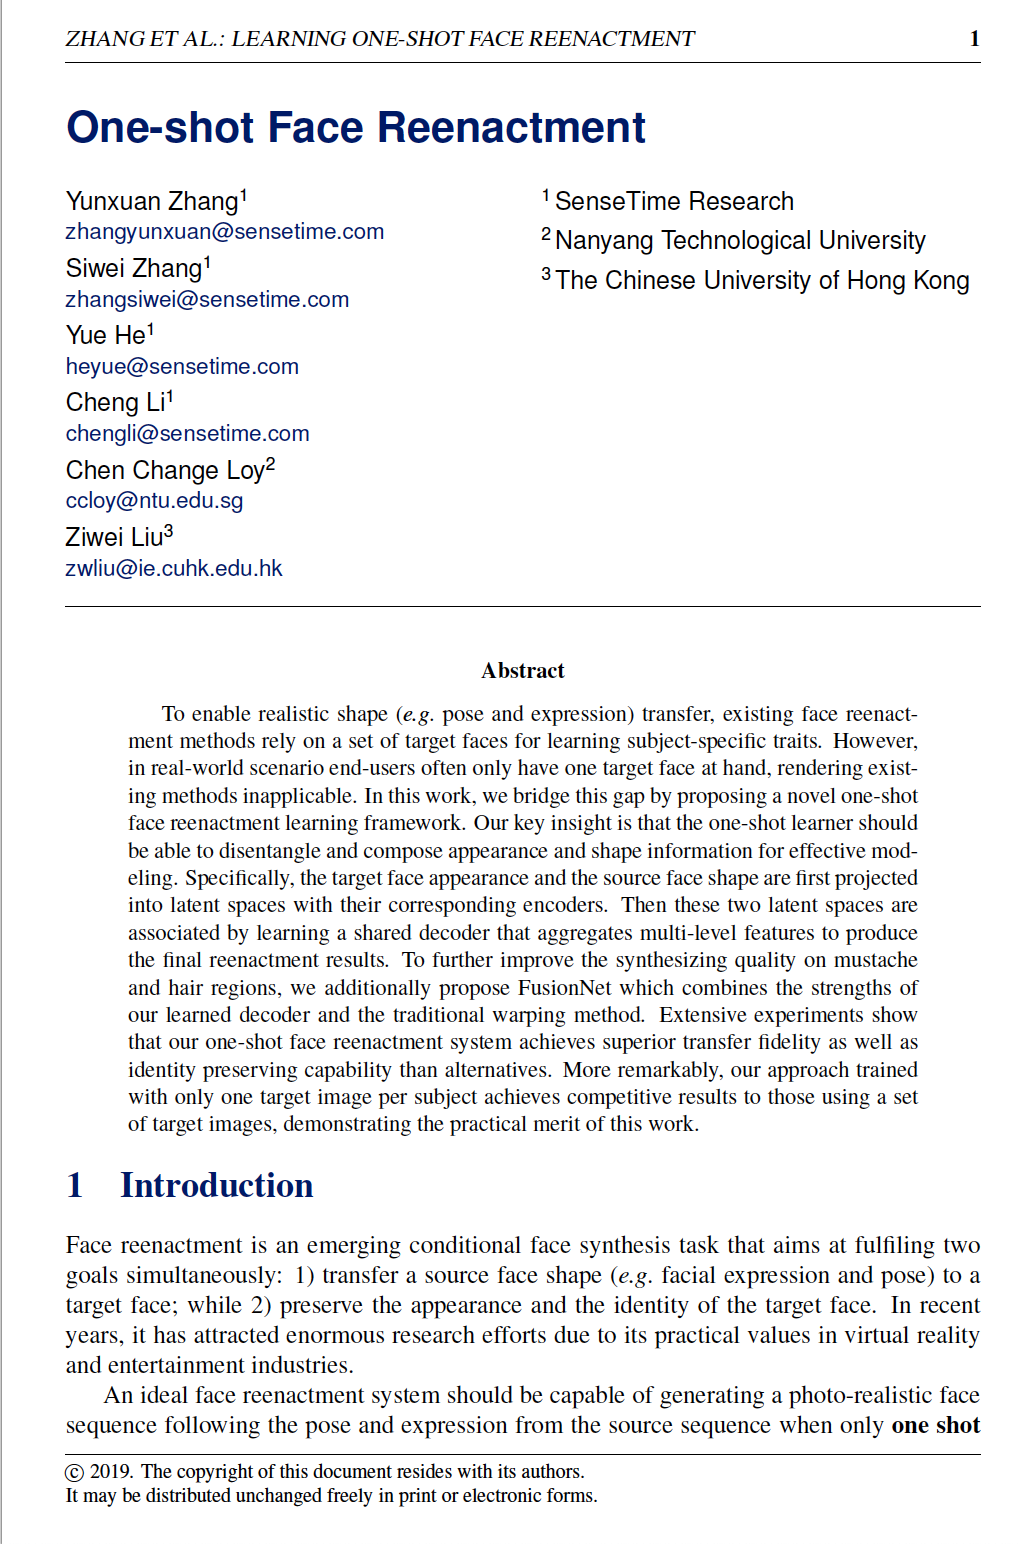 ZHANG ET AL.: LEARNING ONE-SHOT FACE REENACTMENT 1
One-shot Face Reenactment
Yunxuan Zhang1
zhangyunxuan@sensetime.com
Siwei Zhang1
zhangsiwei@sensetime.com
Yue He1
heyue@sensetime.com
Cheng Li1
chengli@sensetime.com
Chen Change Loy2
ccloy@ntu.edu.sg
Ziwei Liu3
zwliu@ie.cuhk.edu.hk
1 SenseTime Research
2 Nanyang Technological University
3 The Chinese University of Hong Kong
Abstract
To enable realistic shape (e.g. pose and expression) transfer, existing face reenact-
ment methods rely on a set of target faces for learning subject-specific traits. However,
in real-world scenario end-users often only have one target face at hand, rendering exist-
ing methods inapplicable. In this work, we bridge this gap by proposing a novel one-shot
face reenactment learning framework. Our key insight is that the one-shot learner should
be able to disentangle and compose appearance and shape information for effective mod-
eling. Specifically, the target face appearance and the source face shape are first projected
into latent spaces with their corresponding encoders. Then these two latent spaces are
associated by learning a shared decoder that aggregates multi-level features to produce
the final reenactment results. To further improve the synthesizing quality on mustache
and hair regions, we additionally propose FusionNet which combines the strengths of
our learned decoder and the traditional warping method. Extensive experiments show
that our one-shot face reenactment system achieves superior transfer fidelity as well as
identity preserving capability than alternatives. More remarkably, our approach trained
with only one target image per subject achieves competitive results to those using a set
of target images, demonstrating the practical merit of this work.
1 Introduction
Face reenactment is an emerging conditional face synthesis task that aims at fulfiling two
goals simultaneously: 1) transfer a source face shape (e.g. facial expression and pose) to a
target face; while 2) preserve the appearance and the identity of the target face. In recent
years, it has attracted enormous research efforts due to its practical values in virtual reality
and entertainment industries.
An ideal face reenactment system should be capable of generating a photo-realistic face
sequence following the pose and expression from the source sequence when only one shot
© 2019. The copyright of this document resides with its authors.
It may be distributed unchanged freely in print or electronic forms.